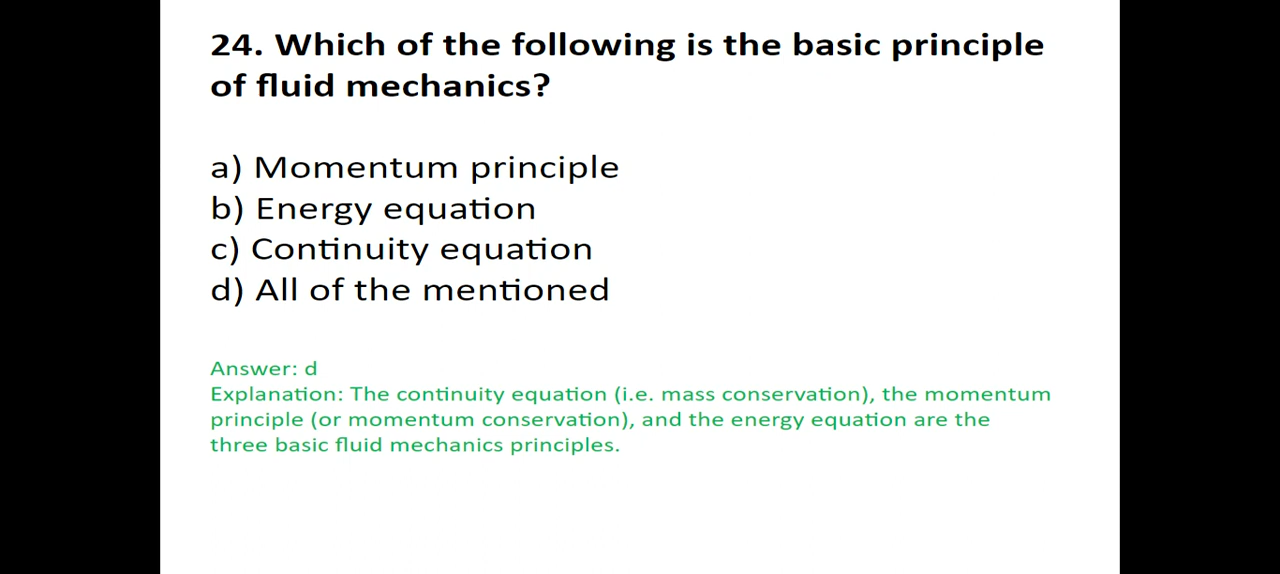 24. Which of the following is the basic principle
of fluid mechanics?
a) Momentum principle
b) Energy equation
c) Continuity equation
d) All of the mentioned
Answer: d
Explanation: The continuity equation (i.e. mass conservation), the momentum
principle (or momentum conservation), and the energy equation are the
three basic fluid mechanics principles.